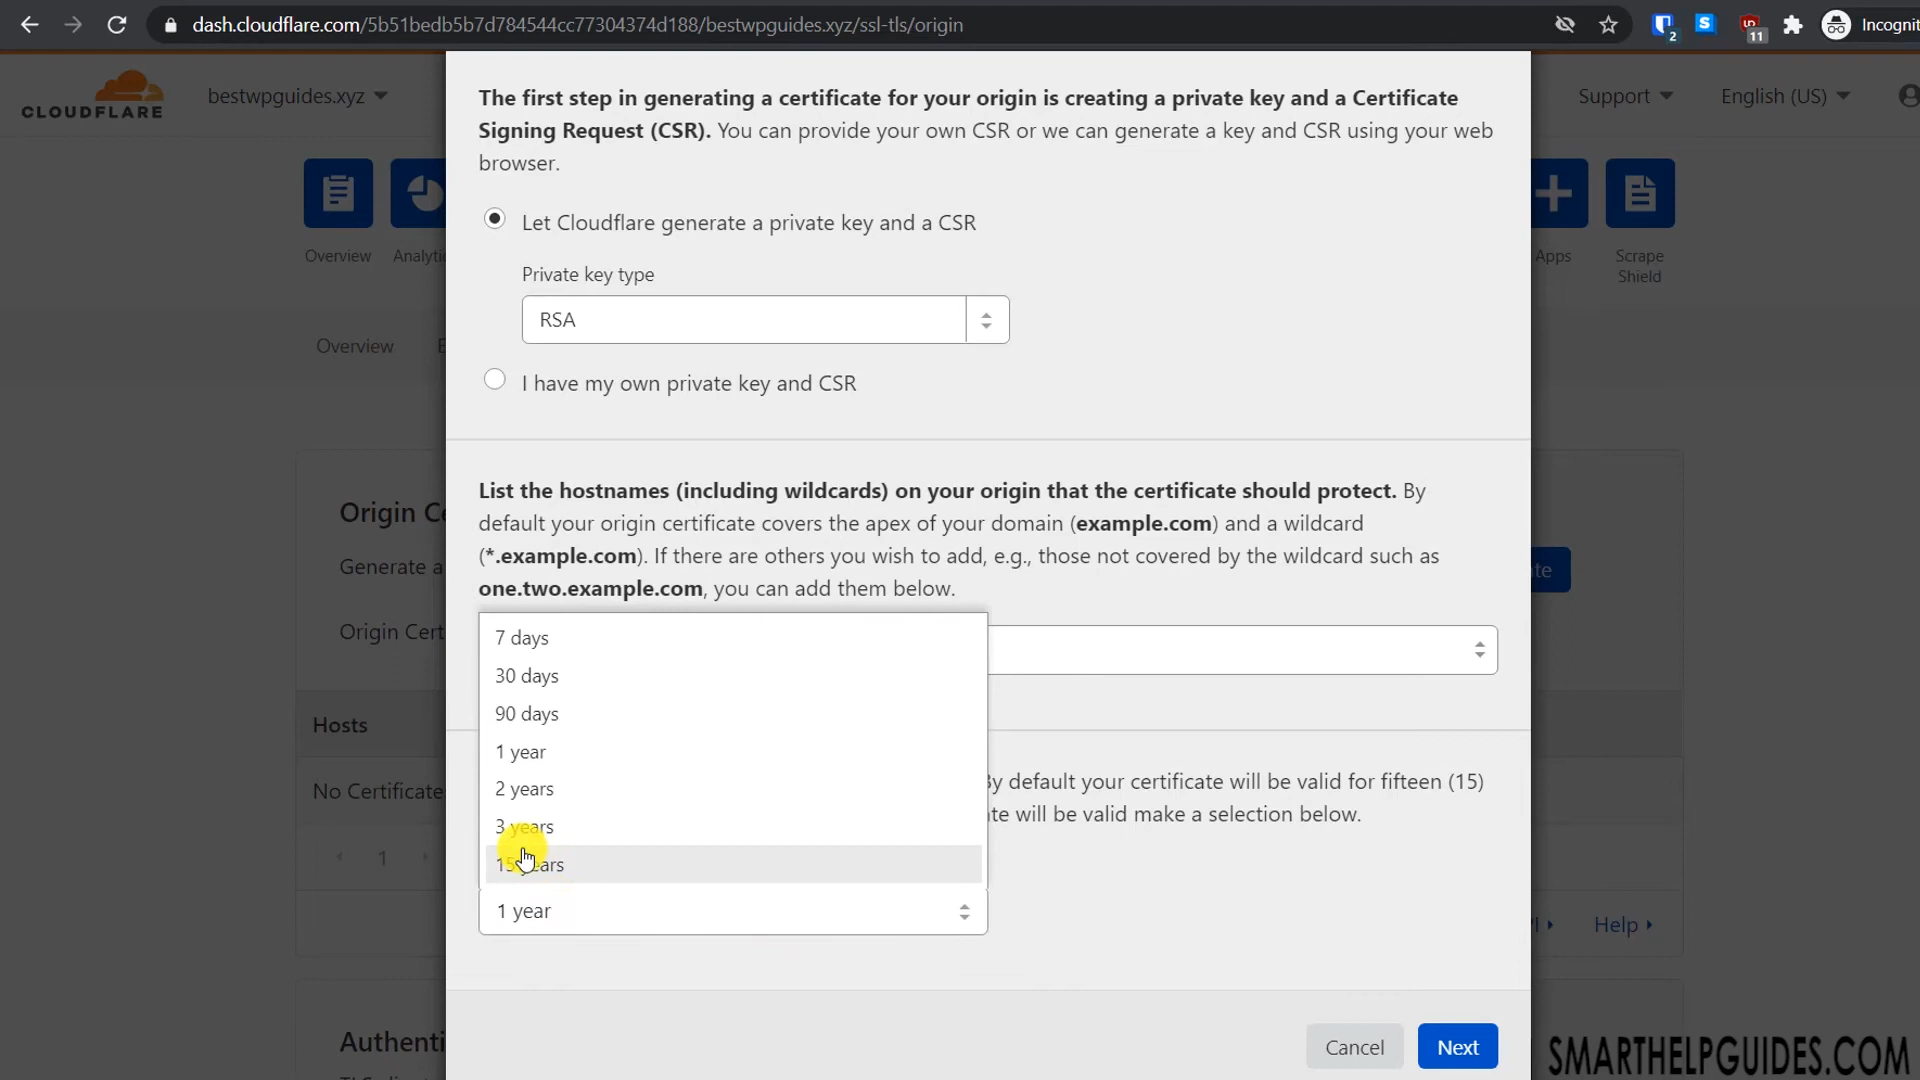 dash.cloudflare.com/5b51bedb5b7d784544cc77304374d188/bestwpguides.xyz/ssl-tls/origin
2
S
11
Incognit
CLOUDFLARE
bestwpguides.xyz
Support
English (US)
The first step in generating a certificate for your origin is creating a private key and a Certificate
Signing Request (CSR). You can provide your own CSR or we can generate a key and CSR using your web
browser.
Let Cloudflare generate a private key and a CSR
Private key type
RSA
I have my own private key and CSR
Overview
Analytic
Apps
Scrape
Shield
Overview
List the hostnames (including wildcards) on your origin that the certificate should protect. By
default your origin certificate covers the apex of your domain (example.com) and a wildcard
(*.example.com). If there are others you wish to add, e.g., those not covered by the wildcard such as
one.two.example.com, you can add them below.
Origin Ce
Generate a
te
Origin Cert
7 days
30 days
90 days
1 year
2 years
3 years
15 years
1 year
Hosts
No Certificate
1
By default your certificate will be valid for fifteen (15)
te will be valid make a selection below.
Help
Authenti
Cancel
Next
SMARTHELPGUIDES.COM